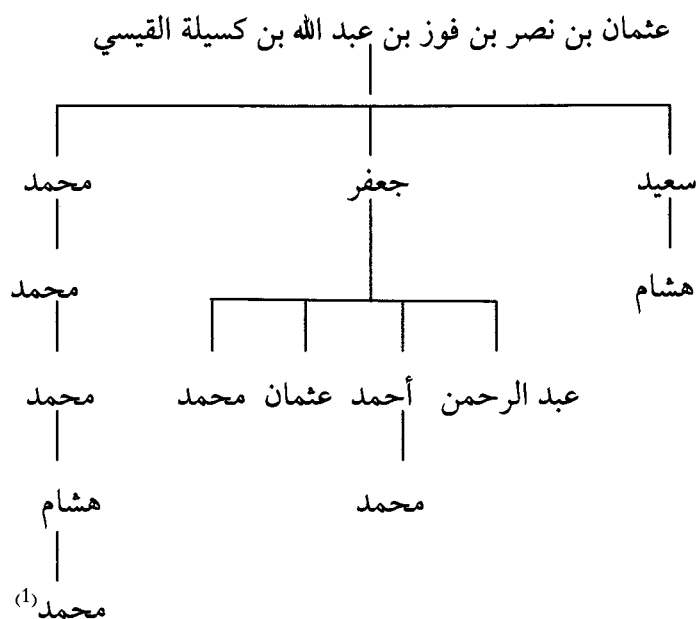 عثمان بن نصر بن فوز بن عبد الله بن كسيلة القيسي
سعيد جعفر محمد
هشام محمد
عبد الرحمن أحمد عثمان محمد محمد
محمد هشام
محمد(1)